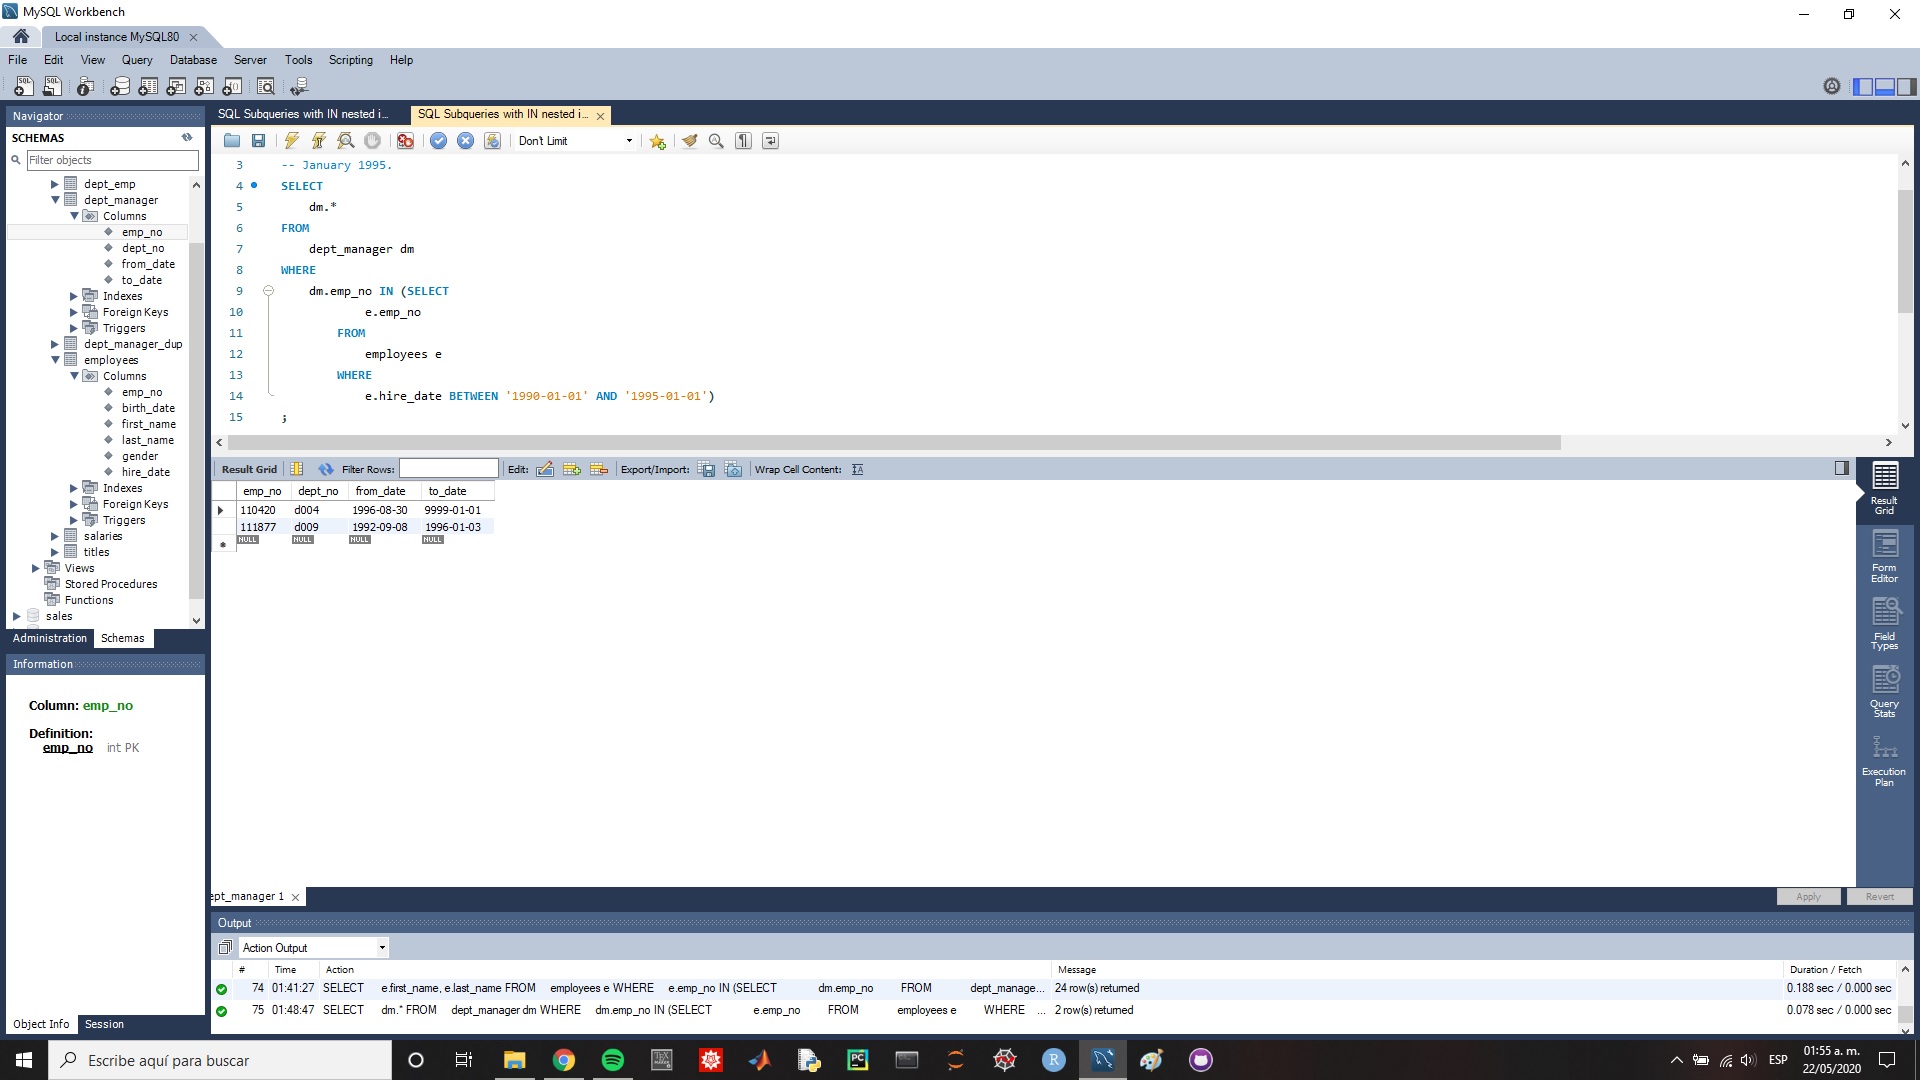 MySQL Workbench
Local instance MySQL80
File Edit View Query Database Server Tools Scripting Help
Navigator
SCHEMAS
Filter objects
dept_emp
dept_manager
Columns
emp_no
dept_no
from_date
to_date
Indexes
Foreign Keys
Triggers
dept_manager_dup
employees
Columns
emp_no
birth_date
first_name
last_name
gender
hire_date
Indexes
Foreign Keys
Triggers
salaries
titles
Views
Stored Procedures
Functions
sales
Administration Schemas
Information
Column: emp_no
Definition:
emp_no int PK
Object Info Session
SQL Subqueries with IN nested i... SQL Subqueries with IN nested i...
Don't Limit
3 -- January 1995.
4 SELECT
5 dm.*
6 FROM
7 dept_manager dm
8 WHERE
9 dm.emp_no IN (SELECT
10 e.emp_no
11 FROM
12 employees e
13 WHERE
14 e.hire_date BETWEEN '1990-01-01' AND '1995-01-01')
15 ;
Result Grid Filter Rows: Edit: Export/Import: Wrap Cell Content:
emp_no dept_no from_date to_date
110420 d004 1996-08-30 9999-01-01
111877 d009 1992-09-08 1996-01-03
NULL NULL NULL NULL
Result
Grid
Form
Editor
Field
Types
Query
Stats
Execution
Plan
ept_manager 1
Apply Revert
Output
Action Output
# Time Action Message Duration / Fetch
74 01:41:27 SELECT e.first_name, e.last_name FROM employees e WHERE e.emp_no IN (SELECT dm.emp_no FROM dept_manage... 24 row(s) returned 0.188 sec / 0.000 sec
75 01:48:47 SELECT dm.* FROM dept_manager dm WHERE dm.emp_no IN (SELECT e.emp_no FROM employees e WHERE ... 2 row(s) returned 0.078 sec / 0.000 sec
Escribe aquí para buscar
ESP
01:55 a. m.
22/05/2020